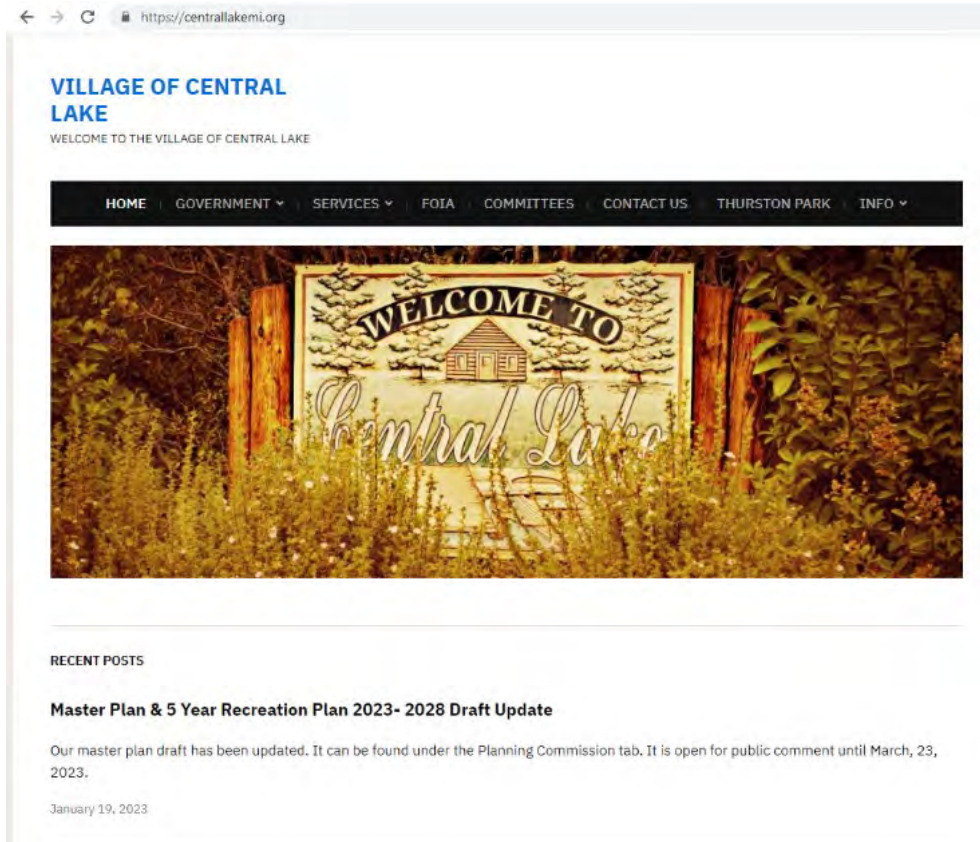 https://centrallakemi.org
VILLAGE OF CENTRAL
LAKE
WELCOME TO THE VILLAGE OF CENTRAL LAKE
HOME GOVERNMENT SERVICES FOIA COMMITTEES CONTACT US THURSTON PARK INFO
WELCOME TO
Central Lake
RECENT POSTS
Master Plan & 5 Year Recreation Plan 2023- 2028 Draft Update
Our master plan draft has been updated. It can be found under the Planning Commission tab. It is open for public comment until March, 23,
2023.
January 19, 2023